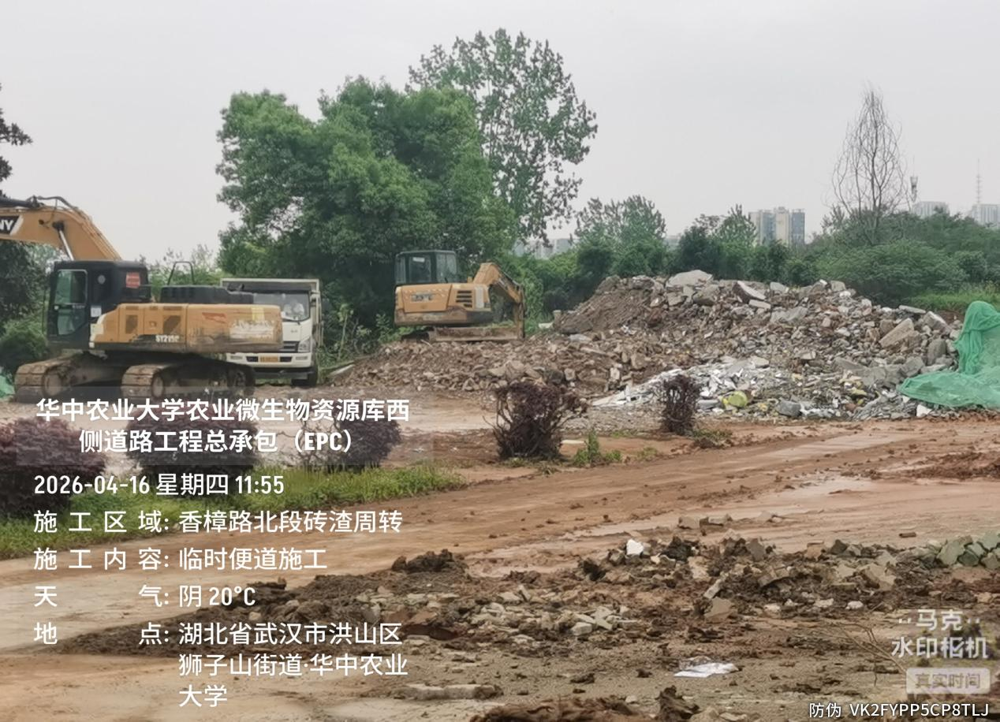 NY
SY215C
华中农业大学农业微生物资源库西
侧道路工程总承包（EPC）
2026-04-16 星期四 11:55
施工区域: 香樟路北段砖渣周转
施工内容: 临时便道施工
天气: 阴 20°C
地点: 湖北省武汉市洪山区
狮子山街道·华中农业
大学
马克
水印相机
真实时间
防伪 VK2FYPP5CP8TLJ